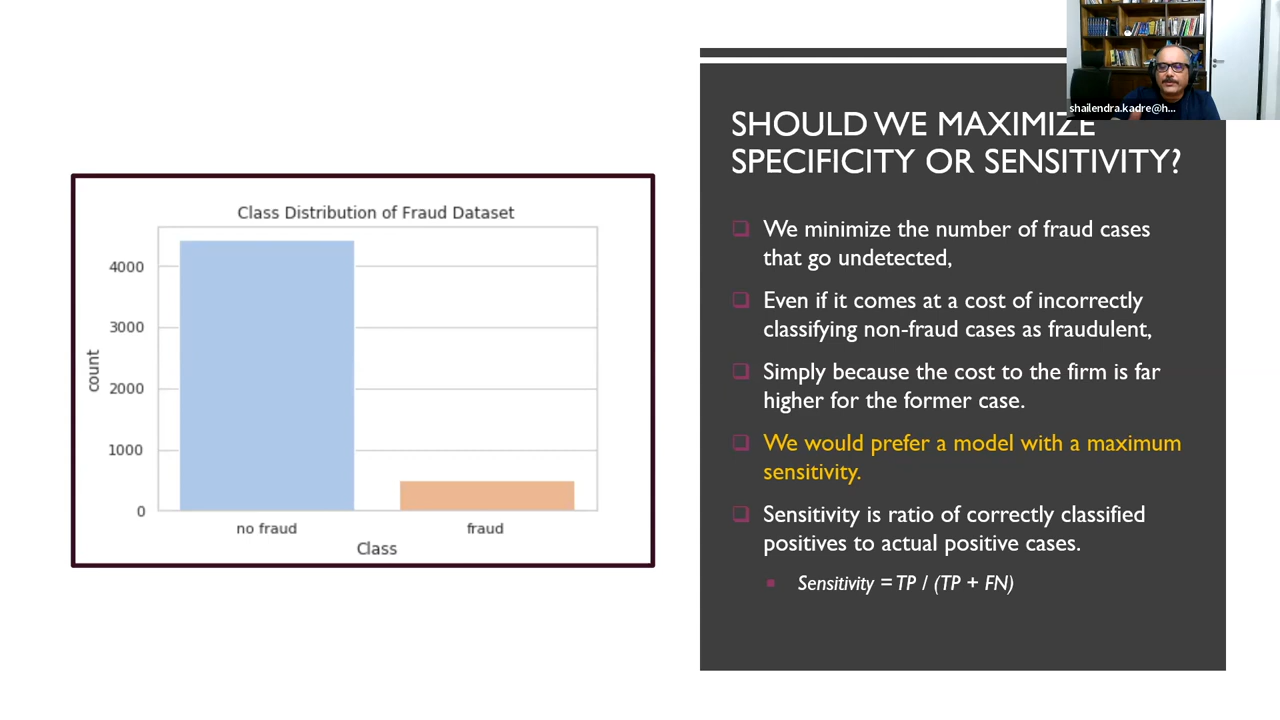 shailendra.kadre@h...
SHOULD WE MAXIMIZE
SPECIFICITY OR SENSITIVITY?
Class Distribution of Fraud Dataset
4000
3000
2000
1000
0
count
no fraud
fraud
Class
❑ We minimize the number of fraud cases
that go undetected,
❑ Even if it comes at a cost of incorrectly
classifying non-fraud cases as fraudulent,
❑ Simply because the cost to the firm is far
higher for the former case.
❑ We would prefer a model with a maximum
sensitivity.
❑ Sensitivity is ratio of correctly classified
positives to actual positive cases.
▪ Sensitivity = TP / (TP + FN)